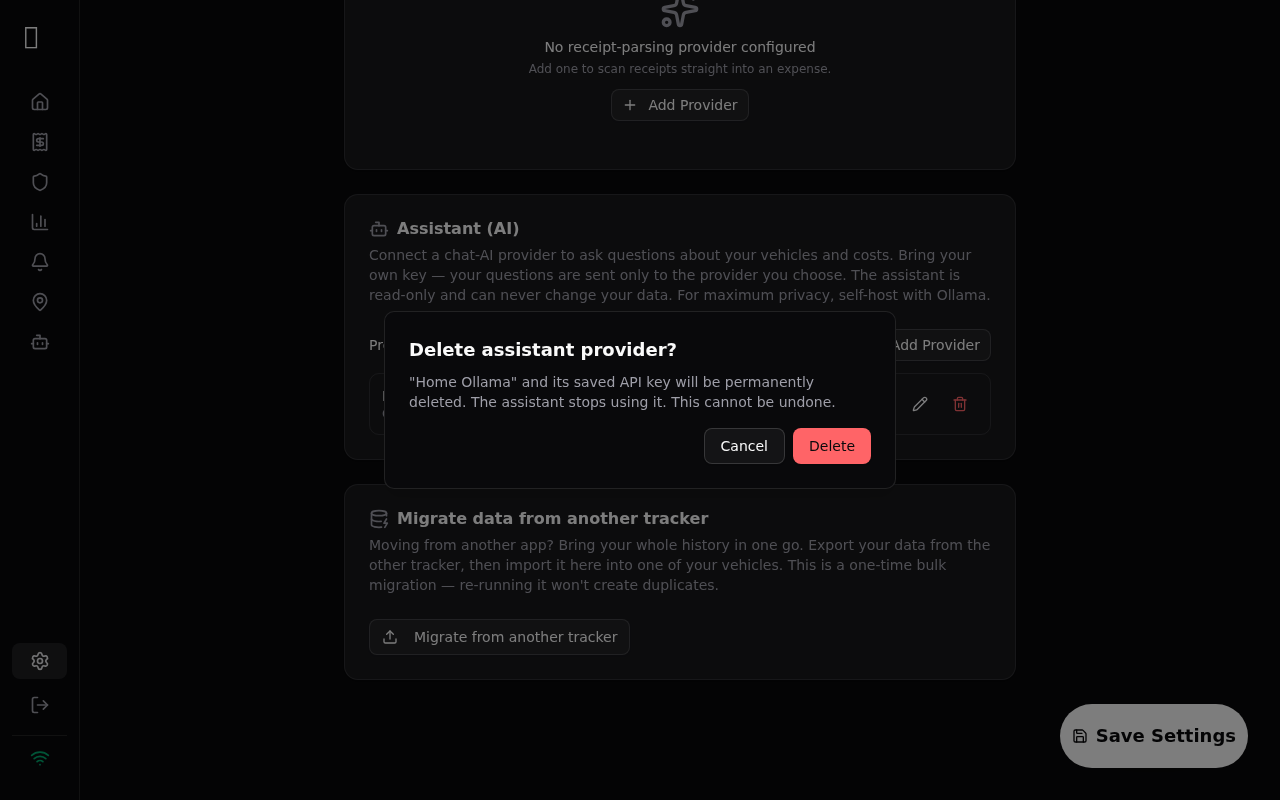 No receipt-parsing provider configured
Add one to scan receipts straight into an expense.
Add Provider
Assistant (AI)
Connect a chat-AI provider to ask questions about your vehicles and costs. Bring your
own key — your questions are sent only to the provider you choose. The assistant is
read-only and can never change your data. For maximum privacy, self-host with Ollama.
Add Provider
Delete assistant provider?
"Home Ollama" and its saved API key will be permanently
deleted. The assistant stops using it. This cannot be undone.
Cancel
Delete
Migrate data from another tracker
Moving from another app? Bring your whole history in one go. Export your data from the
other tracker, then import it here into one of your vehicles. This is a one-time bulk
migration — re-running it won't create duplicates.
Migrate from another tracker
Save Settings